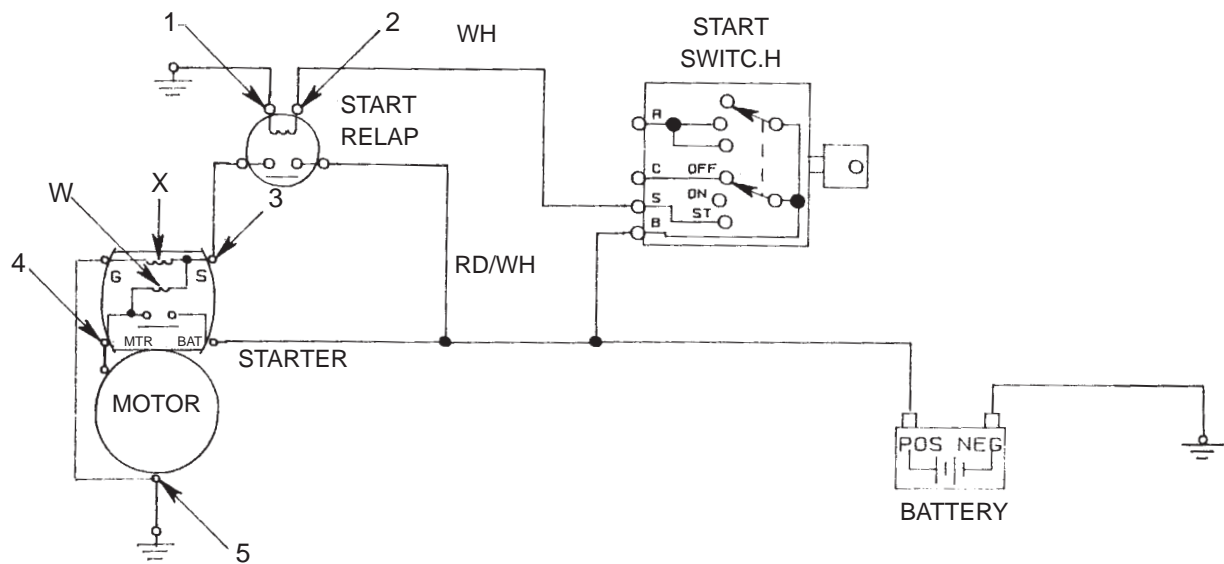 1
2
WH
START
SWITC.H
START
RELAP
R
C
OFF
S
ON
ST
B
X
W
3
4
G
S
RD/WH
MTR
BAT
STARTER
MOTOR
POS NEG
BATTERY
5